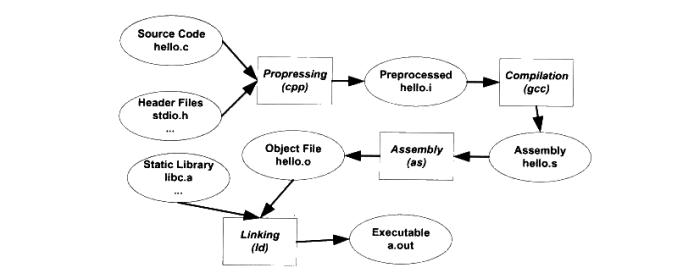 Source Code
hello.c
Propressing
(cpp)
Preprocessed
hello.i
Compilation
(gcc)
Header Files
stdio.h
...
Object File
hello.o
Assembly
(as)
Assembly
hello.s
Static Library
libc.a
...
Linking
(ld)
Executable
a.out